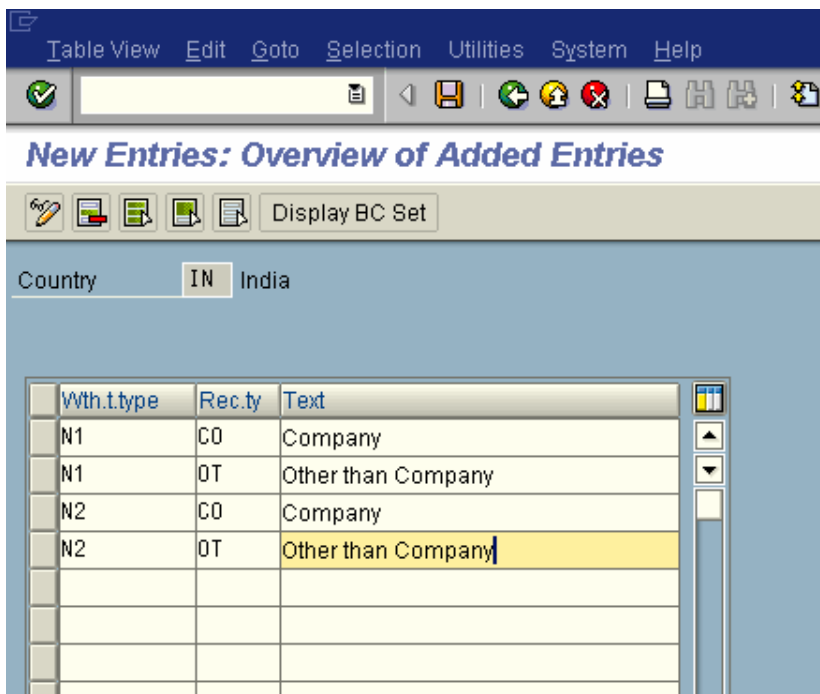 Table View Edit Goto Selection Utilities System Help
New Entries: Overview of Added Entries
Display BC Set
Country IN India
Wth.t.type Rec.ty Text
N1 CO Company
N1 OT Other than Company
N2 CO Company
N2 OT Other than Company